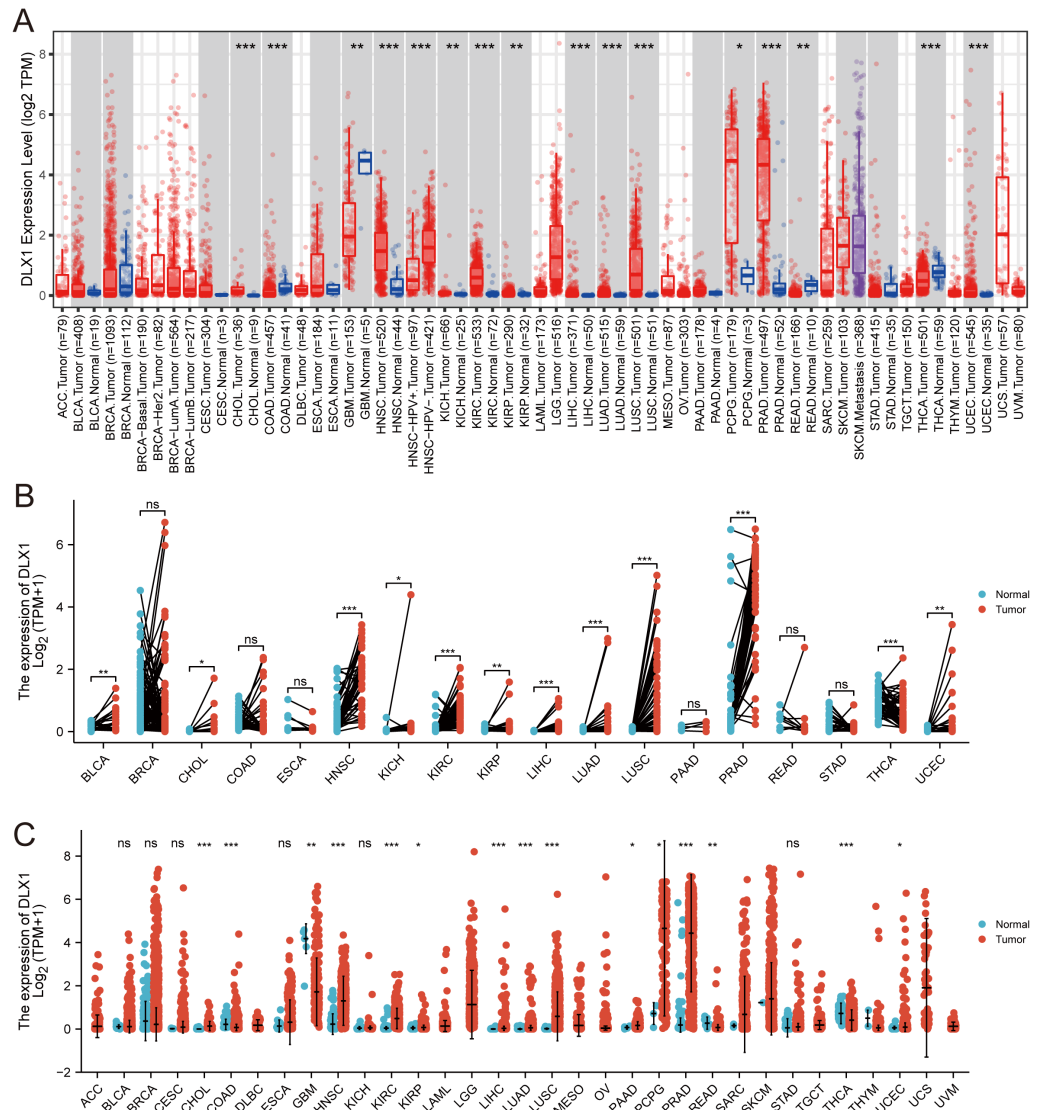 A
*** *** ** *** *** ** *** ** *** *** *** * *** ** *** ***
DLX1 Expression Level (log2 TPM)
8
6
4
2
0
ACC.Tumor (n=79)
BLCA.Tumor (n=408)
BLCA.Normal (n=19)
BRCA.Tumor (n=1093)
BRCA.Normal (n=112)
BRCA-Basal.Tumor (n=190)
BRCA-Her2.Tumor (n=82)
BRCA-LumA.Tumor (n=564)
BRCA-LumB.Tumor (n=217)
CESC.Tumor (n=304)
CESC.Normal (n=3)
CHOL.Tumor (n=36)
CHOL.Normal (n=9)
COAD.Tumor (n=457)
COAD.Normal (n=41)
DLBC.Tumor (n=48)
ESCA.Tumor (n=184)
ESCA.Normal (n=11)
GBM.Tumor (n=153)
GBM.Normal (n=5)
HNSC.Tumor (n=520)
HNSC.Normal (n=44)
HNSC-HPV+.Tumor (n=97)
HNSC-HPV-.Tumor (n=421)
KICH.Tumor (n=66)
KICH.Normal (n=25)
KIRC.Tumor (n=533)
KIRC.Normal (n=72)
KIRP.Tumor (n=290)
KIRP.Normal (n=32)
LAML.Tumor (n=173)
LGG.Tumor (n=516)
LIHC.Tumor (n=371)
LIHC.Normal (n=50)
LUAD.Tumor (n=515)
LUAD.Normal (n=59)
LUSC.Tumor (n=501)
LUSC.Normal (n=51)
MESO.Tumor (n=87)
OV.Tumor (n=303)
PAAD.Tumor (n=178)
PAAD.Normal (n=4)
PCPG.Tumor (n=179)
PCPG.Normal (n=3)
PRAD.Tumor (n=497)
PRAD.Normal (n=52)
READ.Tumor (n=166)
READ.Normal (n=10)
SARC.Tumor (n=259)
SKCM.Tumor (n=103)
SKCM.Metastasis (n=368)
STAD.Tumor (n=415)
STAD.Normal (n=35)
TGCT.Tumor (n=150)
THCA.Tumor (n=501)
THCA.Normal (n=59)
THYM.Tumor (n=120)
UCEC.Tumor (n=545)
UCEC.Normal (n=35)
UCS.Tumor (n=57)
UVM.Tumor (n=80)
B
The expression of DLX1
Log2 (TPM+1)
6
4
2
0
** ns * ns ns *** * *** ** *** *** *** ns *** ns ns *** **
Normal
Tumor
BLCA BRCA CHOL COAD ESCA HNSC KICH KIRC KIRP LIHC LUAD LUSC PAAD PRAD READ STAD THCA UCEC
C
The expression of DLX1
Log2 (TPM+1)
8
6
4
2
0
−2
ns ns ns *** *** ns ** *** ns *** * *** *** *** * * *** ** ns *** *
Normal
Tumor
ACC BLCA BRCA CESC CHOL COAD DLBC ESCA GBM HNSC KICH KIRC KIRP LAML LGG LIHC LUAD LUSC MESO OV PAAD PCPG PRAD READ SARC SKCM STAD TGCT THCA THYM UCEC UCS UVM